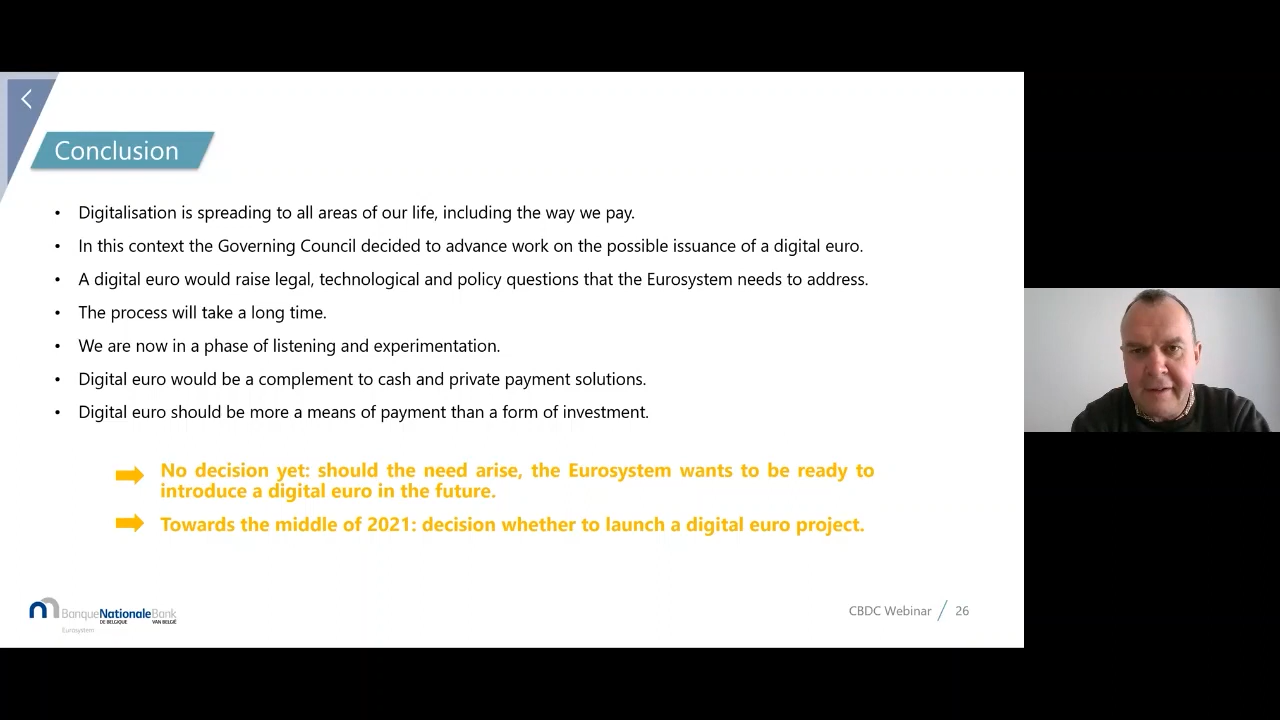 Conclusion
• Digitalisation is spreading to all areas of our life, including the way we pay.
• In this context the Governing Council decided to advance work on the possible issuance of a digital euro.
• A digital euro would raise legal, technological and policy questions that the Eurosystem needs to address.
• The process will take a long time.
• We are now in a phase of listening and experimentation.
• Digital euro would be a complement to cash and private payment solutions.
• Digital euro should be more a means of payment than a form of investment.
No decision yet: should the need arise, the Eurosystem wants to be ready to
introduce a digital euro in the future.
Towards the middle of 2021: decision whether to launch a digital euro project.
BanqueNationaleBank
DE BELGIQUE VAN BELGIË
Eurosystem
CBDC Webinar / 26